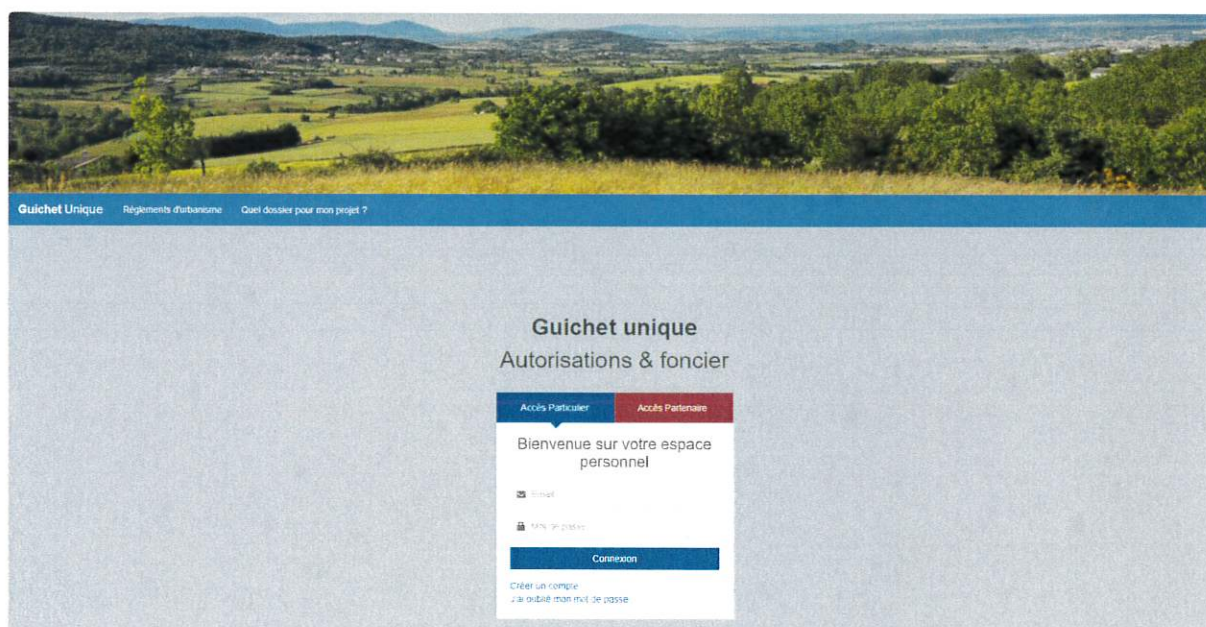 Guichet Unique Réglements d'urbanisme Quel dossier pour mon projet ?
Guichet unique
Autorisations & foncier
Accès Particulier Accès Partenaire
Bienvenue sur votre espace
personnel
Email
Mot de passe
Connexion
Créer un compte
J'ai oublié mon mot de passe